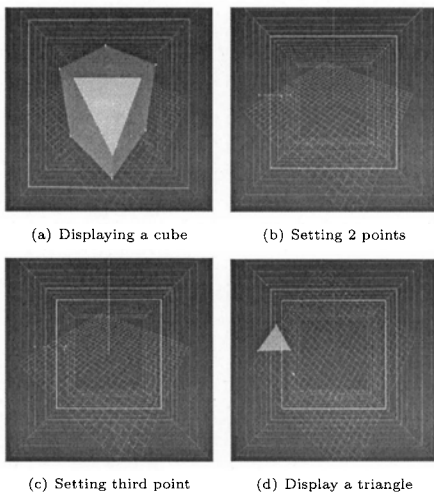 (a) Displaying a cube
(b) Setting 2 points
(c) Setting third point
(d) Display a triangle